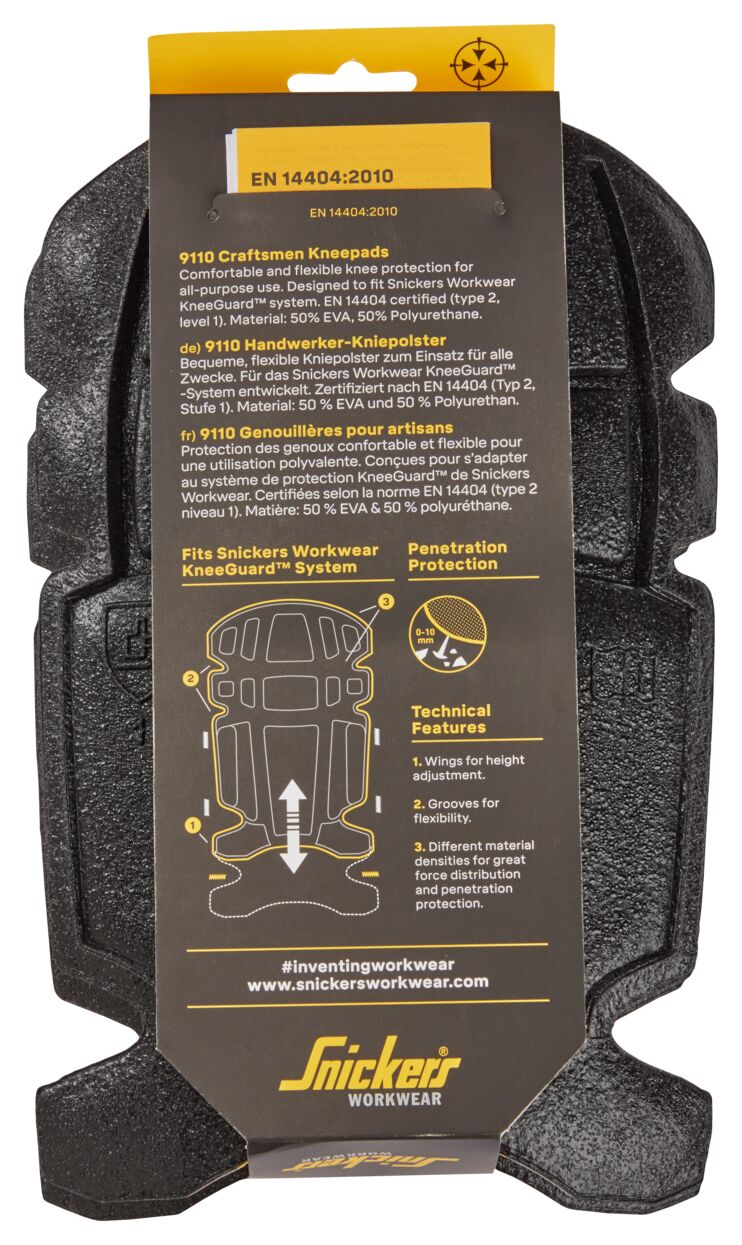 EN 14404:2010
EN 14404:2010
9110 Craftsmen Kneepads
Comfortable and flexible knee protection for
all-purpose use. Designed to fit Snickers Workwear
KneeGuard™ system. EN 14404 certified (type 2,
level 1). Material: 50% EVA, 50% Polyurethane.
de) 9110 Handwerker-Kniepolster
Bequeme, flexible Kniepolster zum Einsatz für alle
Zwecke. Für das Snickers Workwear KneeGuard™
-System entwickelt. Zertifiziert nach EN 14404 (Typ 2,
Stufe 1). Material: 50 % EVA und 50 % Polyurethan.
fr) 9110 Genouillères pour artisans
Protection des genoux confortable et flexible pour
une utilisation polyvalente. Conçues pour s'adapter
au système de protection KneeGuard™ de Snickers
Workwear. Certifiées selon la norme EN 14404 (type 2
niveau 1). Matière: 50 % EVA & 50 % polyuréthane.
Fits Snickers Workwear
KneeGuard™ System
3
2
1
Penetration
Protection
0-10
mm
Technical
Features
1. Wings for height
adjustment.
2. Grooves for
flexibility.
3. Different material
densities for great
force distribution
and penetration
protection.
#inventingworkwear
www.snickersworkwear.com
Snickers®
WORKWEAR
Snickers
WORKWEAR